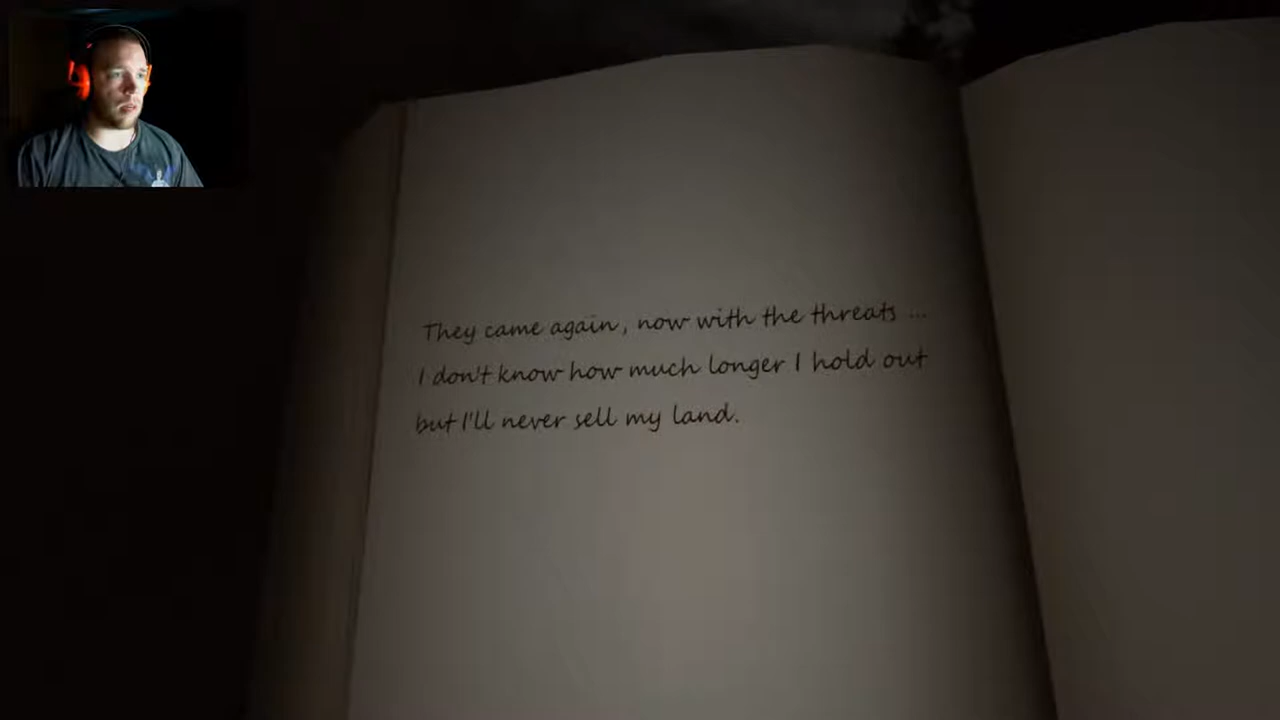 They came again, now with the threats ...
I don't know how much longer I hold out
but I'll never sell my land.